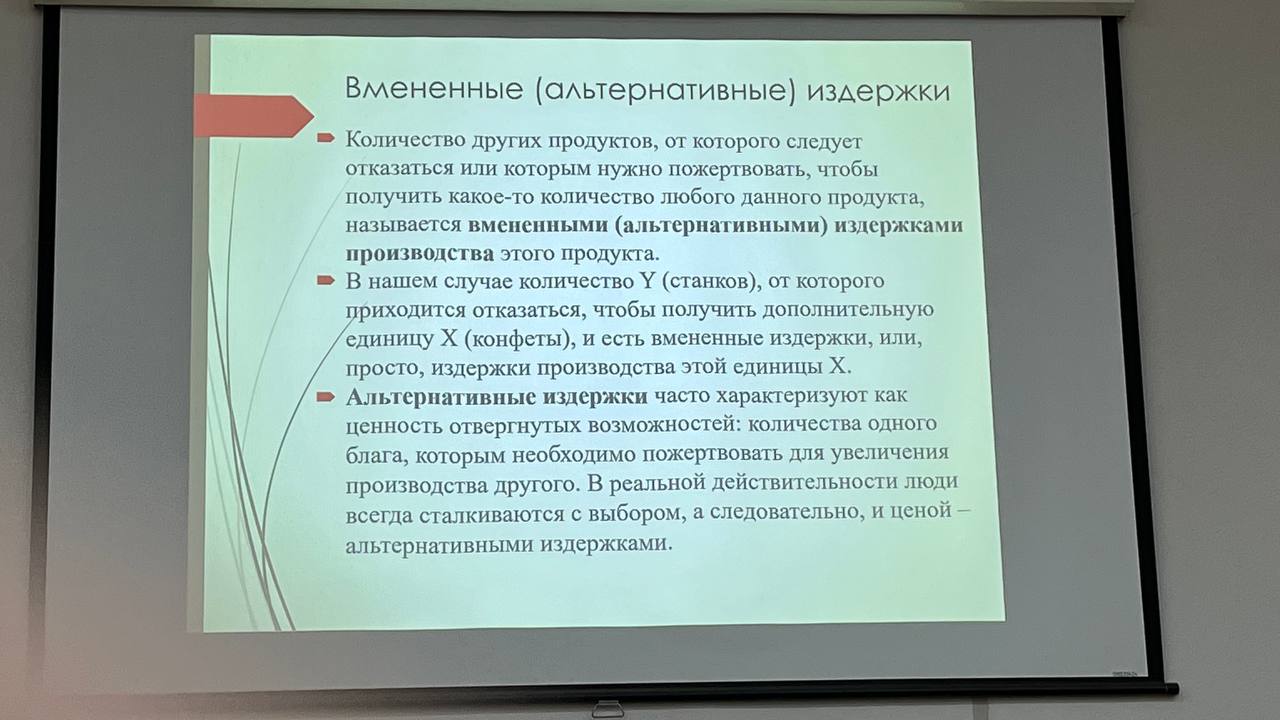 Вмененные (альтернативные) издержки
Количество других продуктов, от которого следует
отказаться или которым нужно пожертвовать, чтобы
получить какое-то количество любого данного продукта,
называется вмененными (альтернативными) издержками
производства этого продукта.
В нашем случае количество Y (станков), от которого
приходится отказаться, чтобы получить дополнительную
единицу X (конфеты), и есть вмененные издержки, или,
просто, издержки производства этой единицы X.
Альтернативные издержки часто характеризуют как
ценность отвергнутых возможностей: количества одного
блага, которым необходимо пожертвовать для увеличения
производства другого. В реальной действительности люди
всегда сталкиваются с выбором, а следовательно, и ценой –
альтернативными издержками.